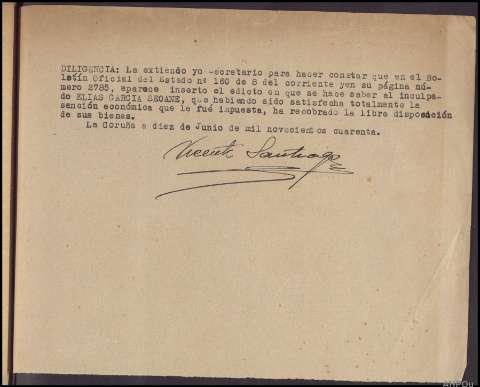 DILIGENCIA: La extiendo yo secretario para hacer constar que en el Bo-
letín Oficial del Estado nº 160 de 8 del corriente yen su página nú-
mero 2785, aparece inserto el edicto en que se hace saber al inculpa-
do ELIAS GARCIA SEOANE, que habiendo sido satisfecha totalmente la
sanción económica que le fué impuesta, ha recobrado la libre disposición
de sus bienes.
La Coruña a diez de junio de mil novecientos cuarenta.
Vicente Santiago
AHPOu